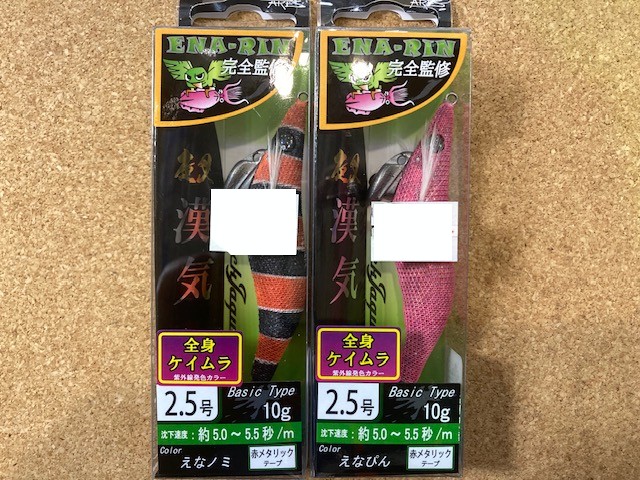 ARES
ENA-RIN
完全監修
漢
気
全身
ケイムラ
紫外線発色カラー
2.5号
Basic Type
10g
沈下速度：約5.0～5.5秒/m
Color
えなノミ
赤メタリック
テープ
ARES
ENA-RIN
完全監修
漢
気
全身
ケイムラ
紫外線発色カラー
2.5号
Basic Type
10g
沈下速度：約5.0～5.5秒/m
Color
えなぴん
赤メタリック
テープ